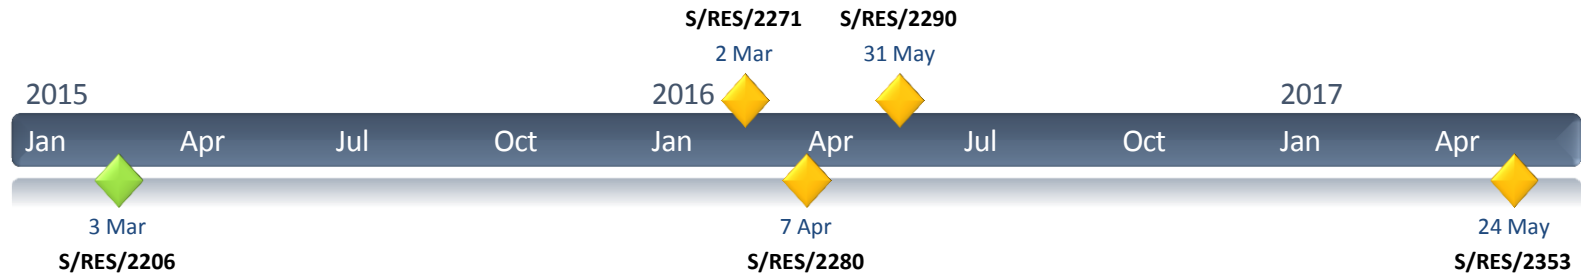 S/RES/2271 S/RES/2290
2 Mar 31 May
2015 2016 2017
Jan Apr Jul Oct Jan Apr Jul Oct Jan Apr
3 Mar 7 Apr 24 May
S/RES/2206 S/RES/2280 S/RES/2353